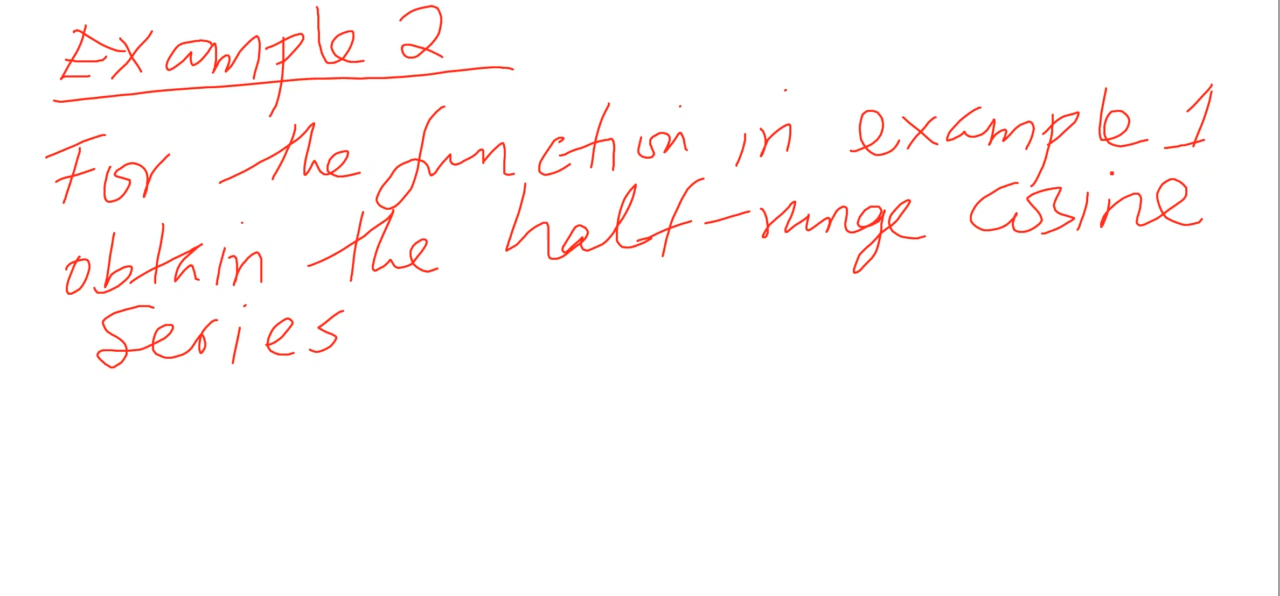 Example 2
For the function in example 1
obtain the half-range cosine
series